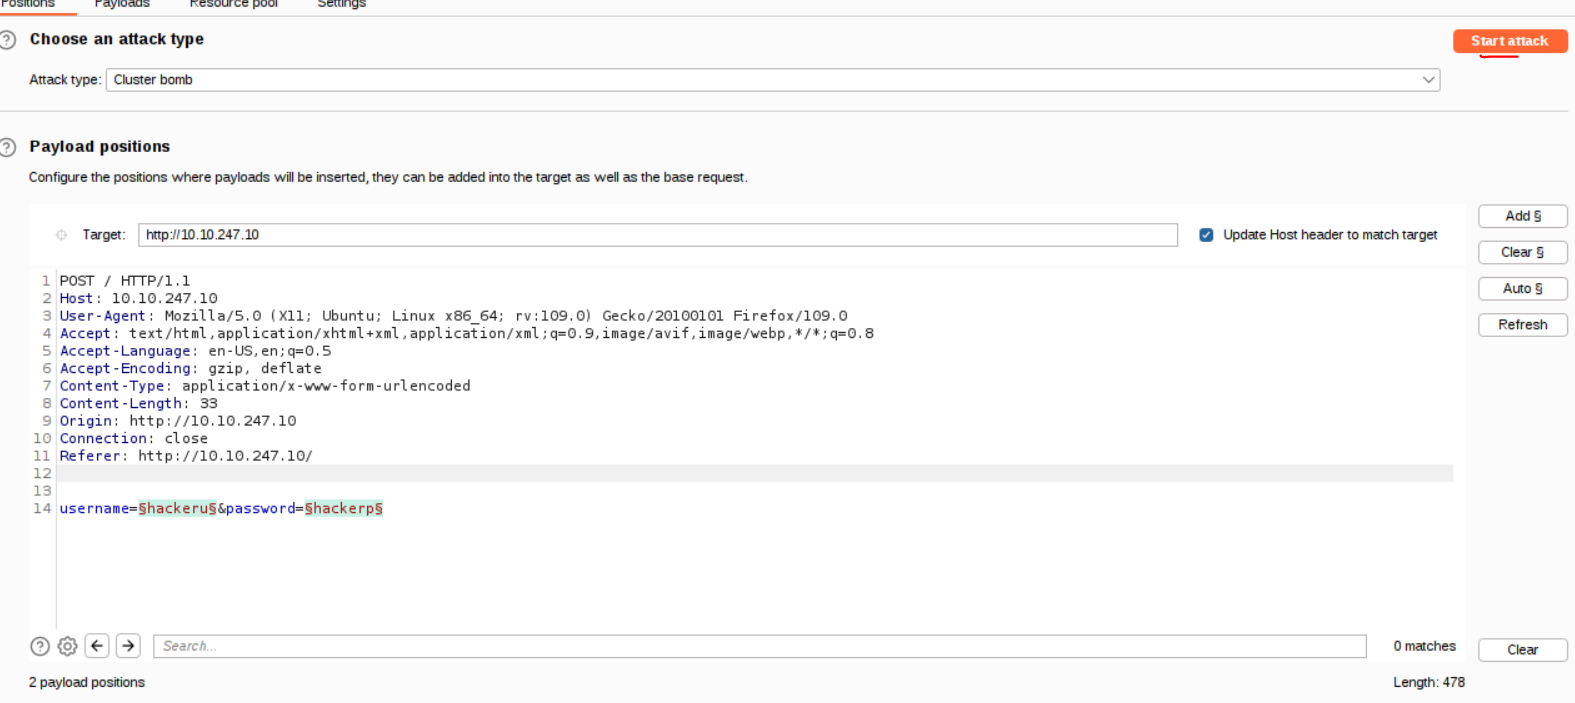 Positions Payloads Resource pool Settings
Choose an attack type
Start attack
Attack type: Cluster bomb
Payload positions
Configure the positions where payloads will be inserted, they can be added into the target as well as the base request.
Add §
Target: http://10.10.247.10 Update Host header to match target
Clear §
Auto §
Refresh
1 POST / HTTP/1.1
2 Host: 10.10.247.10
3 User-Agent: Mozilla/5.0 (X11; Ubuntu; Linux x86_64; rv:109.0) Gecko/20100101 Firefox/109.0
4 Accept: text/html,application/xhtml+xml,application/xml;q=0.9,image/avif,image/webp,*/*;q=0.8
5 Accept-Language: en-US,en;q=0.5
6 Accept-Encoding: gzip, deflate
7 Content-Type: application/x-www-form-urlencoded
8 Content-Length: 33
9 Origin: http://10.10.247.10
10 Connection: close
11 Referer: http://10.10.247.10/
12
13
14 username=§hackeru§&password=§hackerp§
Search... 0 matches Clear
2 payload positions Length: 478